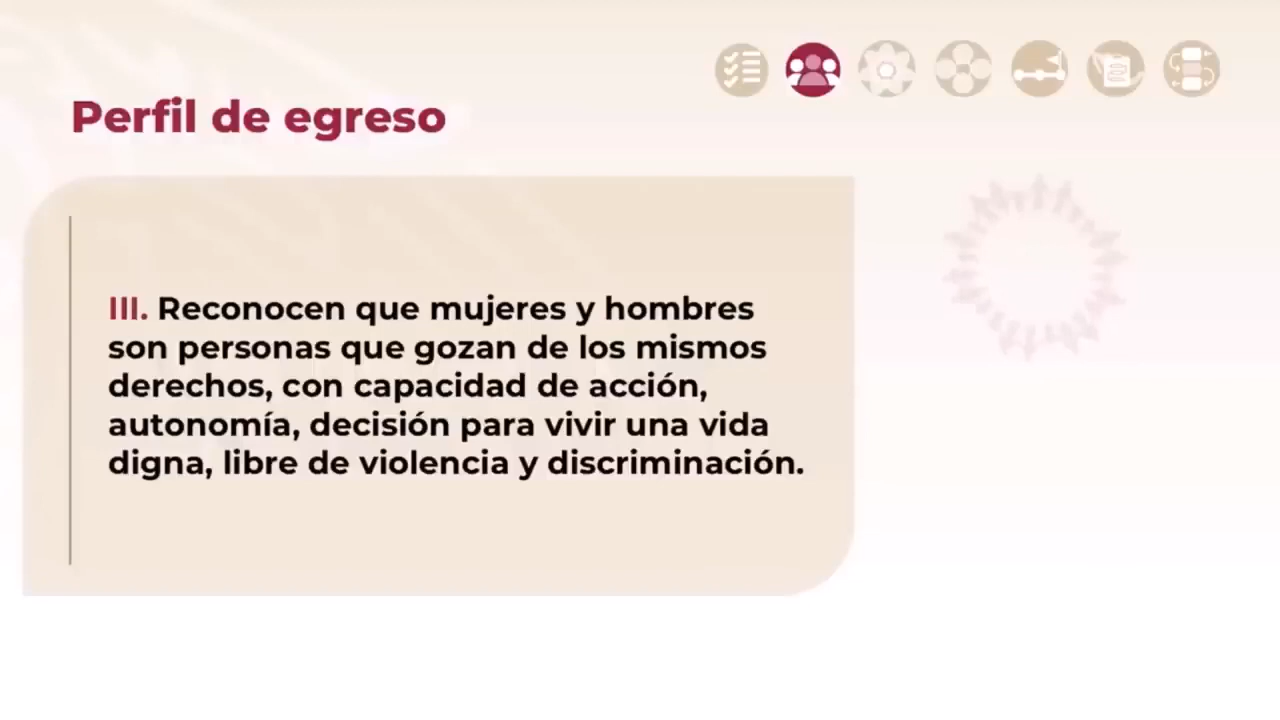 Perfil de egreso
III. Reconocen que mujeres y hombres
son personas que gozan de los mismos
derechos, con capacidad de acción,
autonomía, decisión para vivir una vida
digna, libre de violencia y discriminación.